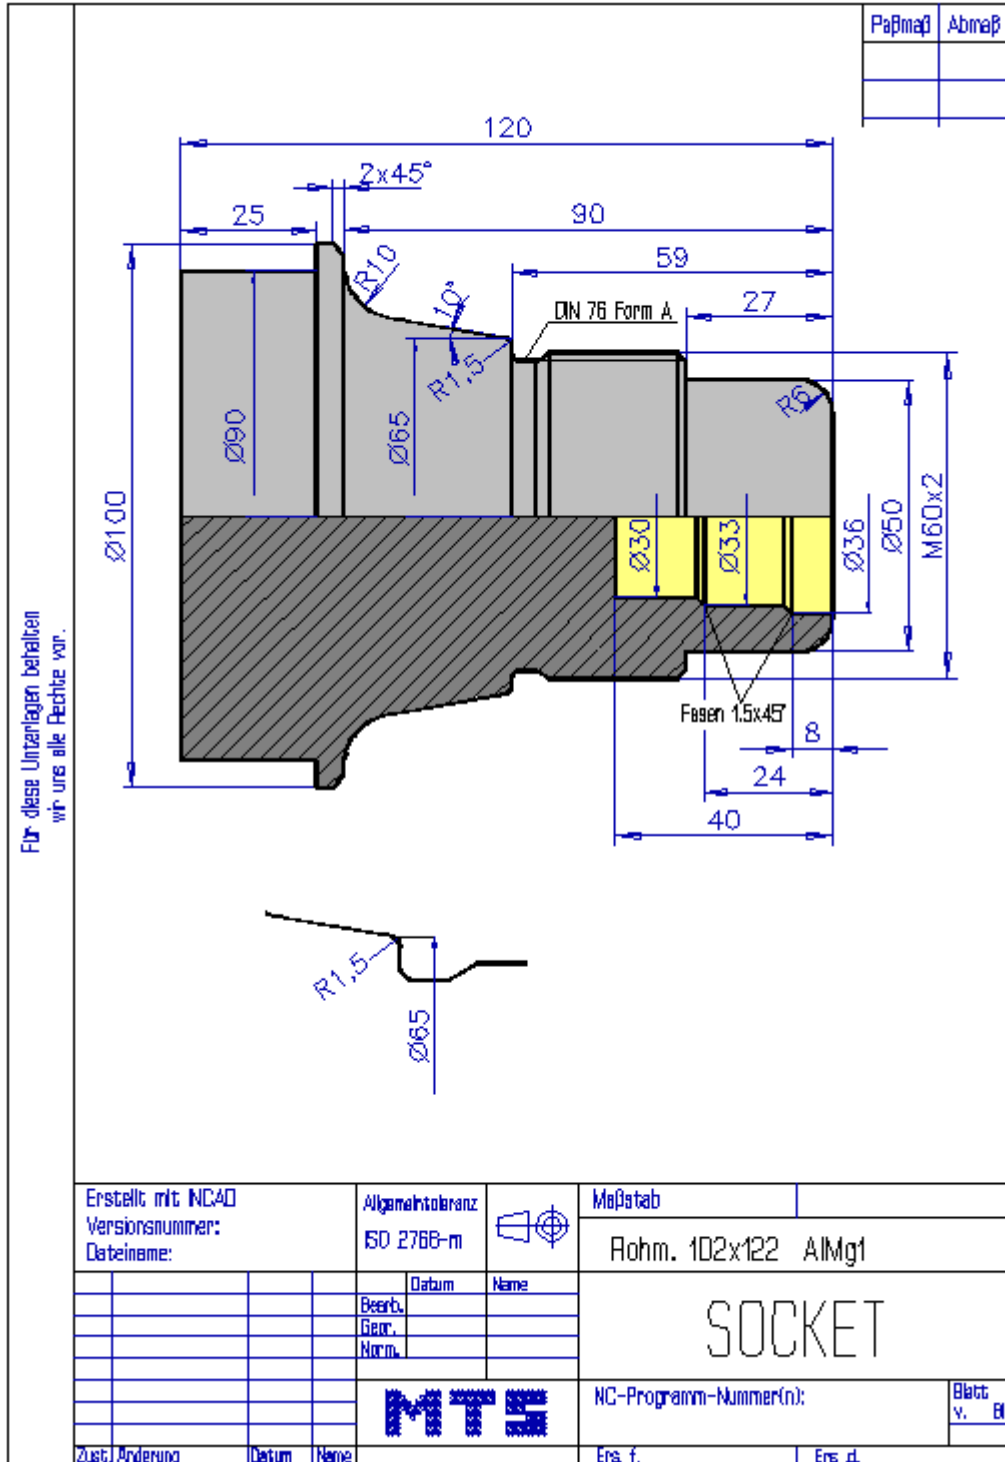 Paßmaß Abmaß
120
2x45°
25
90
59
R10
10°
27
DIN 76 Form A
R1,5
R6
Ø90
Ø65
Ø100
Ø30
Ø33
Ø36
Ø50
M60x2
Fasen 1.5x45°
8
24
40
Für diese Unterlagen behalten
wir uns alle Rechte vor.
R1,5
Ø65
Erstellt mit INCAD
Versionsnummer:
Dateiname:
Allgemeintoleranz
ISO 2768-m
Maßstab
Rohm. 102x122 AlMg1
Datum Name
Bearb.
Gepr.
Norm.
SOCKET
MTS
NC-Programm-Nummer(n):
Blatt
v. Bl
Zust. Änderung Datum Name
Ers. f. Ers. d.